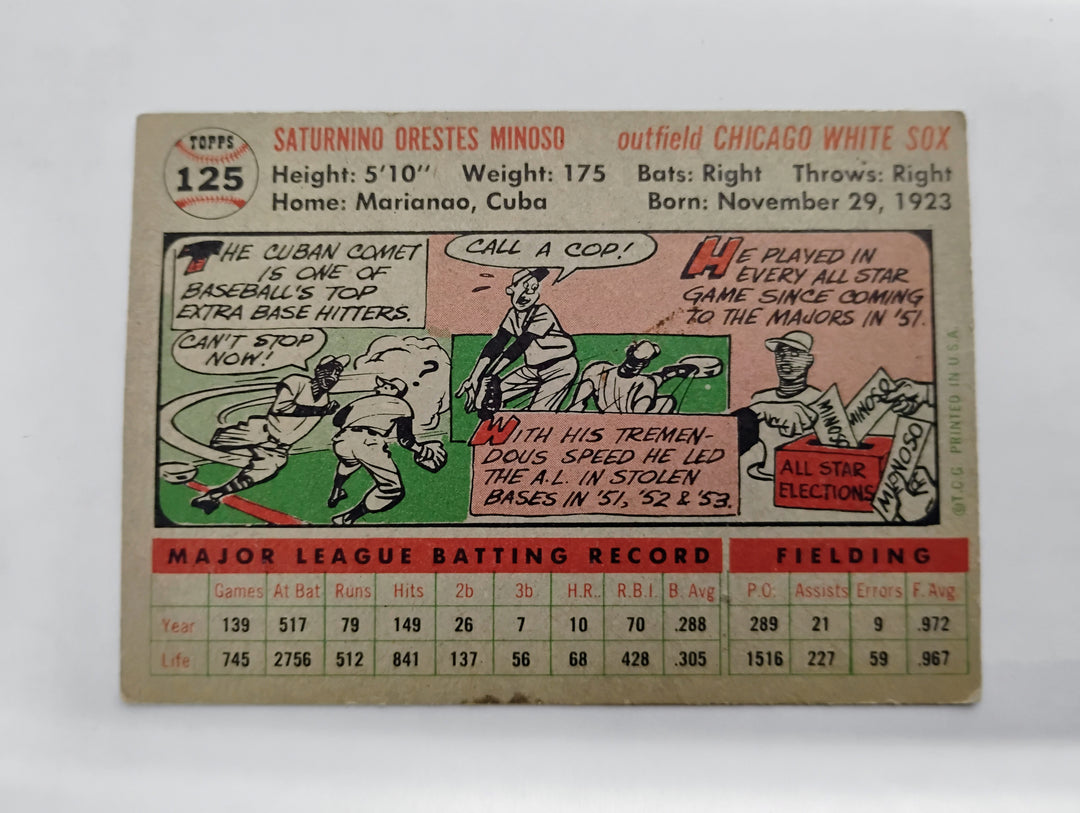 TOPPS
125
SATURNINO ORESTES MINOSO outfield CHICAGO WHITE SOX
Height: 5'10" Weight: 175 Bats: Right Throws: Right
Home: Marianao, Cuba Born: November 29, 1923
THE CUBAN COMET
IS ONE OF
BASEBALL'S TOP
EXTRA BASE HITTERS.
CAN'T STOP
NOW!
?
CALL A COP!
WITH HIS TREMEN-
DOUS SPEED HE LED
THE A.L. IN STOLEN
BASES IN '51, '52 & '53.
HE PLAYED IN
EVERY ALL STAR
GAME SINCE COMING
TO THE MAJORS IN '51.
MINOSO
MINOSO
MIONOSO
ALL STAR
ELECTIONS
©T.C.G. PRINTED IN U.S.A.
MAJOR LEAGUE BATTING RECORD FIELDING
Games At Bat Runs Hits 2b 3b H.R. R.B.I. B. Avg P.O. Assists Errors F. Avg
Year 139 517 79 149 26 7 10 70 .288 289 21 9 .972
Life 745 2756 512 841 137 56 68 428 .305 1516 227 59 .967